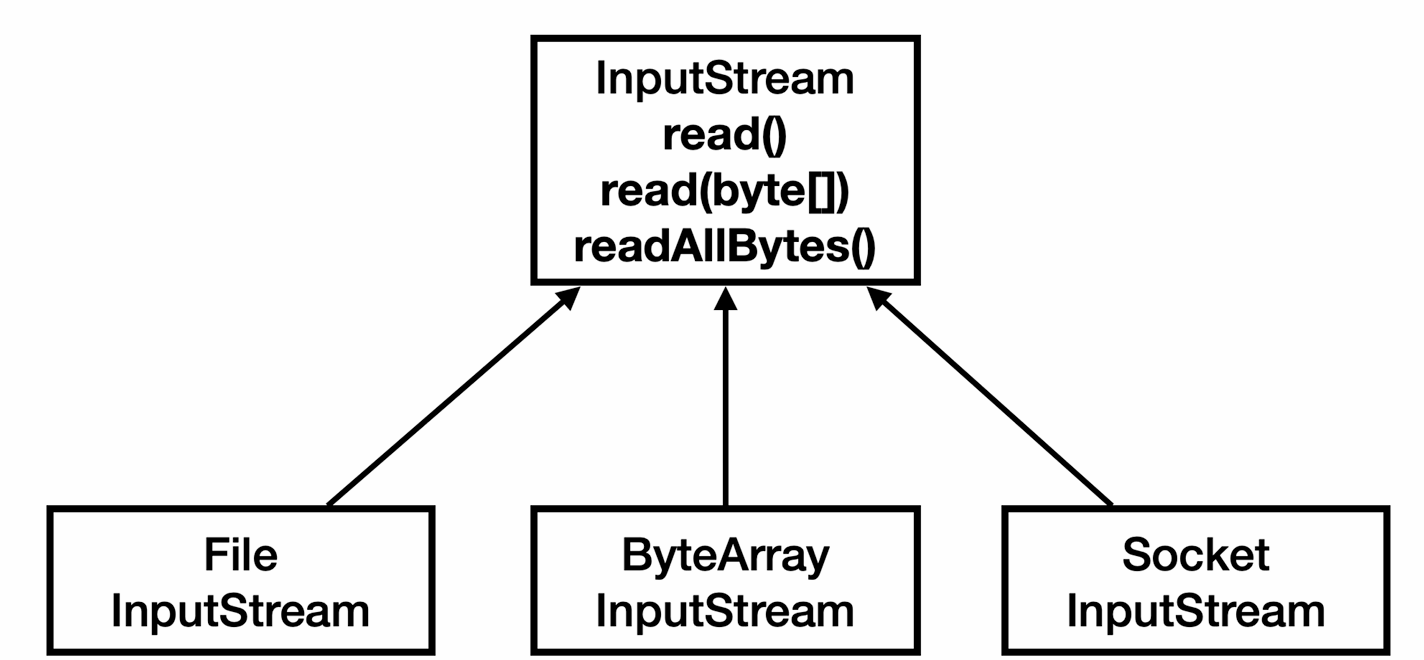 InputStream
read()
read(byte[])
readAllBytes()
File
InputStream
ByteArray
InputStream
Socket
InputStream